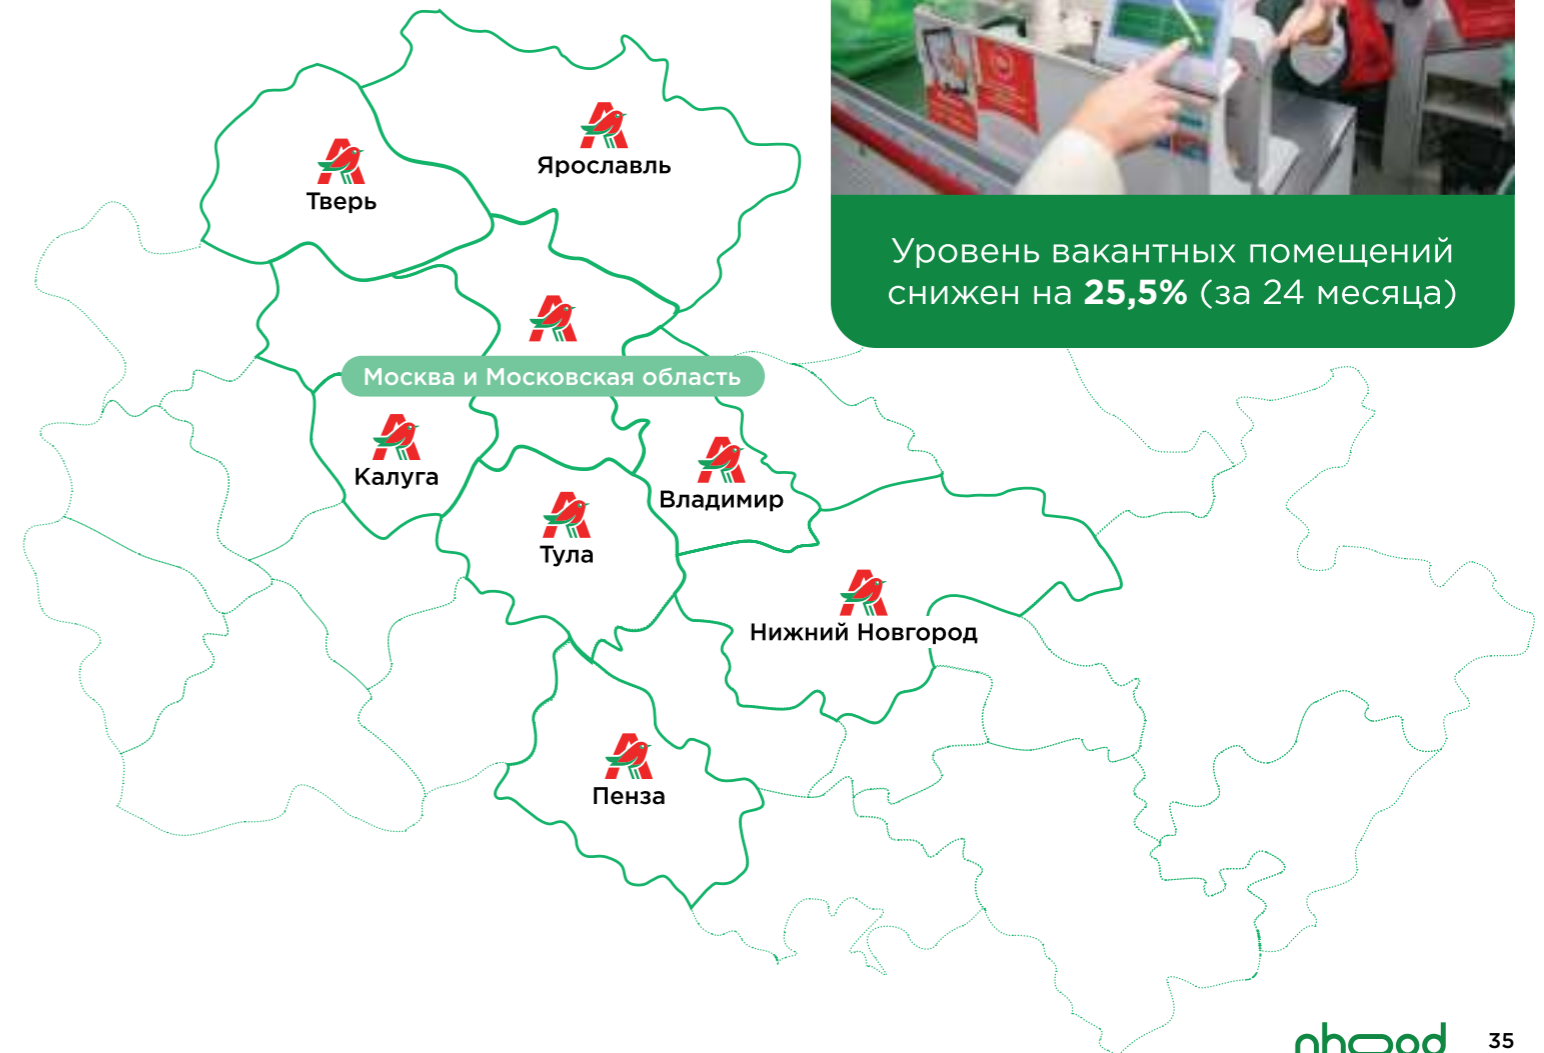 Уровень вакантных помещений
снижен на 25,5% (за 24 месяца)
Ярославль
Тверь
Москва и Московская область
Калуга
Владимир
Тула
Нижний Новгород
Пенза
nhood
35